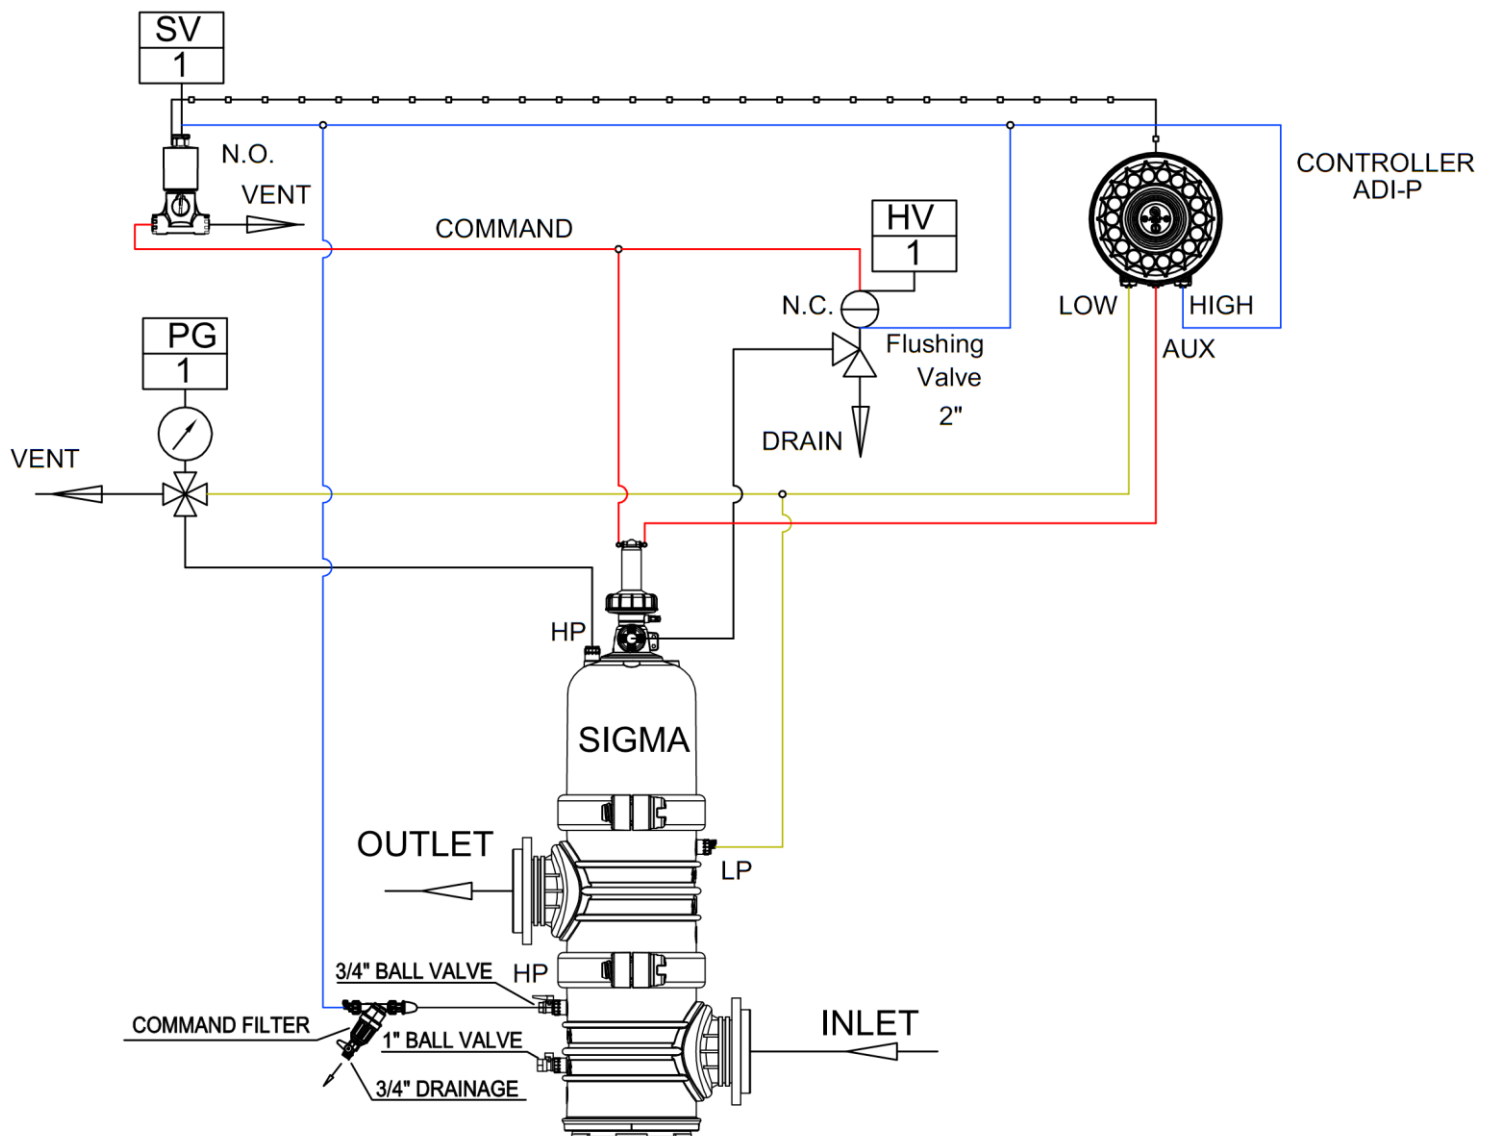 SV
1
N.O.
VENT
CONTROLLER
ADI-P
COMMAND
HV
1
N.C.
LOW
HIGH
AUX
PG
1
Flushing
Valve
2"
DRAIN
VENT
HP
SIGMA
OUTLET
LP
3/4" BALL VALVE
HP
COMMAND FILTER
1" BALL VALVE
INLET
3/4" DRAINAGE